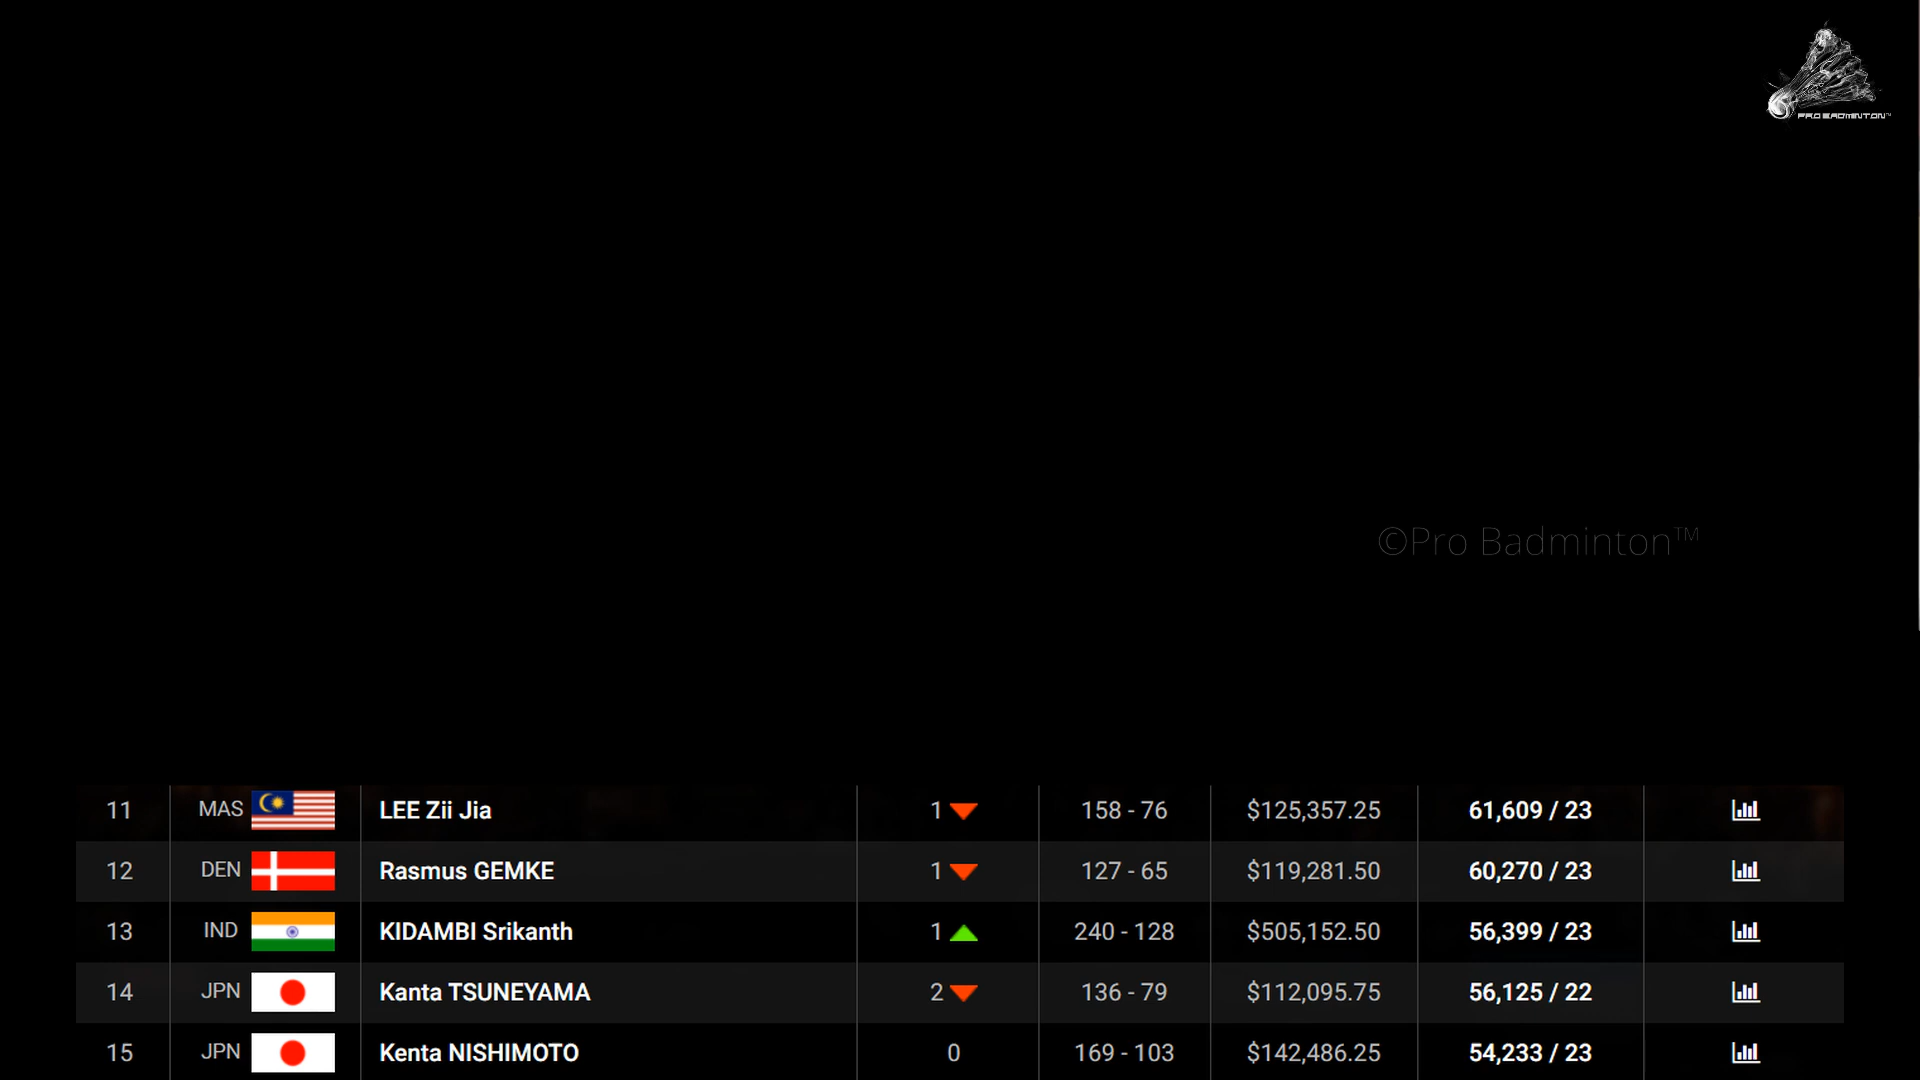 PRO BADMINTON™
©Pro Badminton™
11 MAS LEE Zii Jia 1 158 - 76 $125,357.25 61,609 / 23
12 DEN Rasmus GEMKE 1 127 - 65 $119,281.50 60,270 / 23
13 IND KIDAMBI Srikanth 1 240 - 128 $505,152.50 56,399 / 23
14 JPN Kanta TSUNEYAMA 2 136 - 79 $112,095.75 56,125 / 22
15 JPN Kenta NISHIMOTO 0 169 - 103 $142,486.25 54,233 / 23